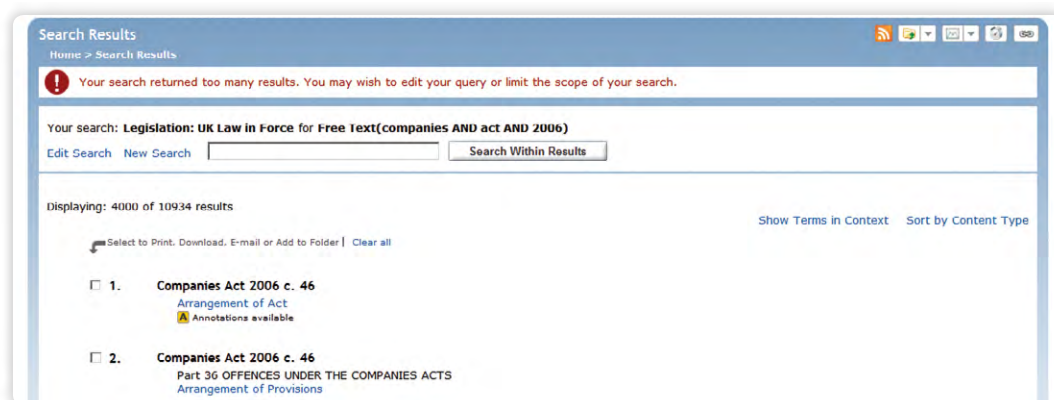 Search Results
Home > Search Results
Your search returned too many results. You may wish to edit your query or limit the scope of your search.
Your search: Legislation: UK Law in Force for Free Text(companies AND act AND 2006)
Edit Search New Search Search Within Results
Displaying: 4000 of 10934 results
Show Terms in Context Sort by Content Type
Select to Print. Download. E-mail or Add to Folder | Clear all
1. Companies Act 2006 c. 46
Arrangement of Act
A Annotations available
2. Companies Act 2006 c. 46
Part 36 OFFENCES UNDER THE COMPANIES ACTS
Arrangement of Provisions